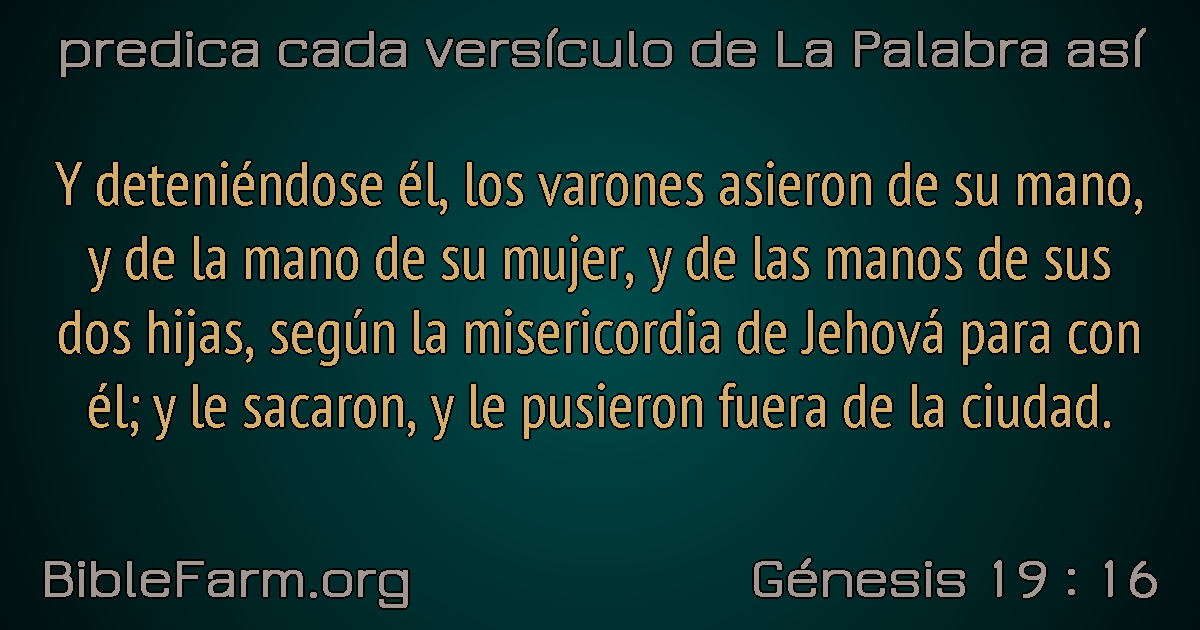 predica cada versículo de La Palabra así
Y deteniéndose él, los varones asieron de su mano,
y de la mano de su mujer, y de las manos de sus
dos hijas, según la misericordia de Jehová para con
él; y le sacaron, y le pusieron fuera de la ciudad.
BibleFarm.org
Génesis 19 : 16